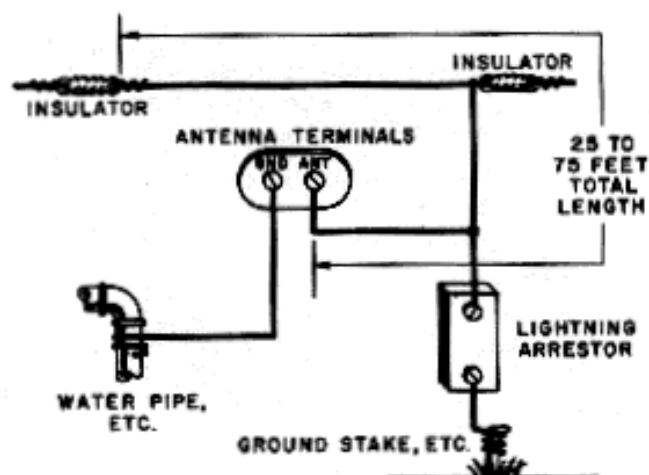 INSULATOR
INSULATOR
ANTENNA TERMINALS
GND ANT
25 TO
75 FEET
TOTAL
LENGTH
LIGHTNING
ARRESTOR
WATER PIPE,
ETC.
GROUND STAKE, ETC.